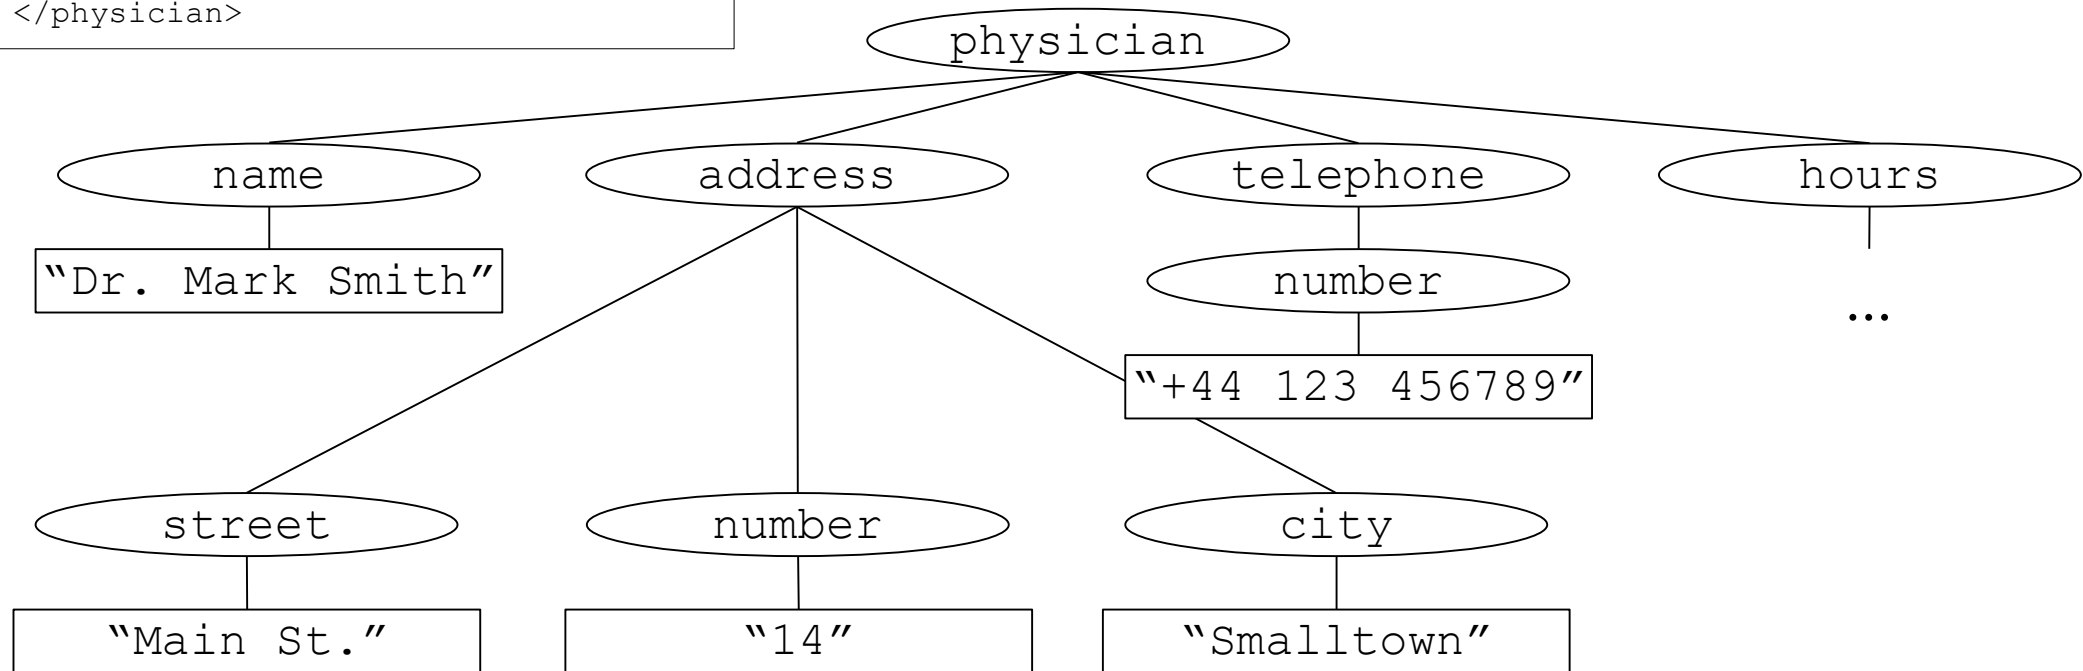 </physician>
physician
name address telephone hours
“Dr. Mark Smith” number
…
“+44 123 456789”
street number city
“Main St.” “14” “Smalltown”